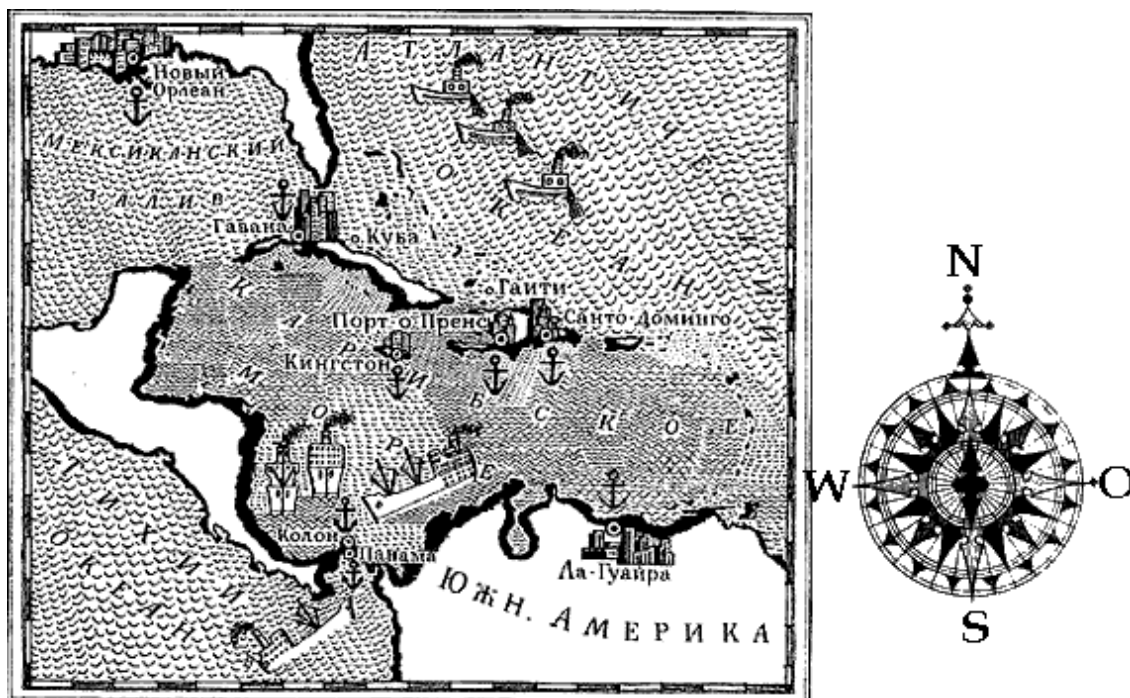 АТЛАНТИЧЕСКИЙ
ОКЕАН
Новый
Орлеан
Мексиканский
залив
Гавана
Куба
Гаити
Порт-о-Пренс
Санто-Доминго
Кингстон
КАРИБСКОЕ
МОРЕ
Колон
Панама
Ла-Гуайра
Южн. Америка
ТИХИЙ
ОКЕАН
N
W
O
S